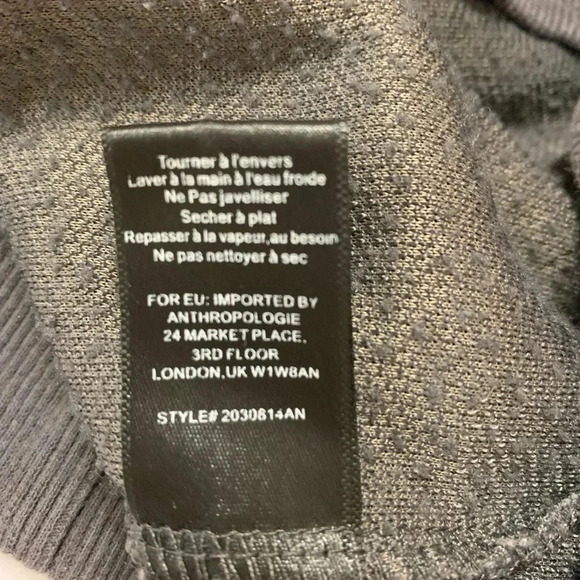 Tourner à l'envers
Laver à la main à l'eau froide
Ne Pas javelliser
Secher à plat
Repasser à la vapeur,au besoin
Ne pas nettoyer à sec
FOR EU: IMPORTED BY
ANTHROPOLOGIE
24 MARKET PLACE,
3RD FLOOR
LONDON,UK W1W8AN
STYLE# 2030814AN